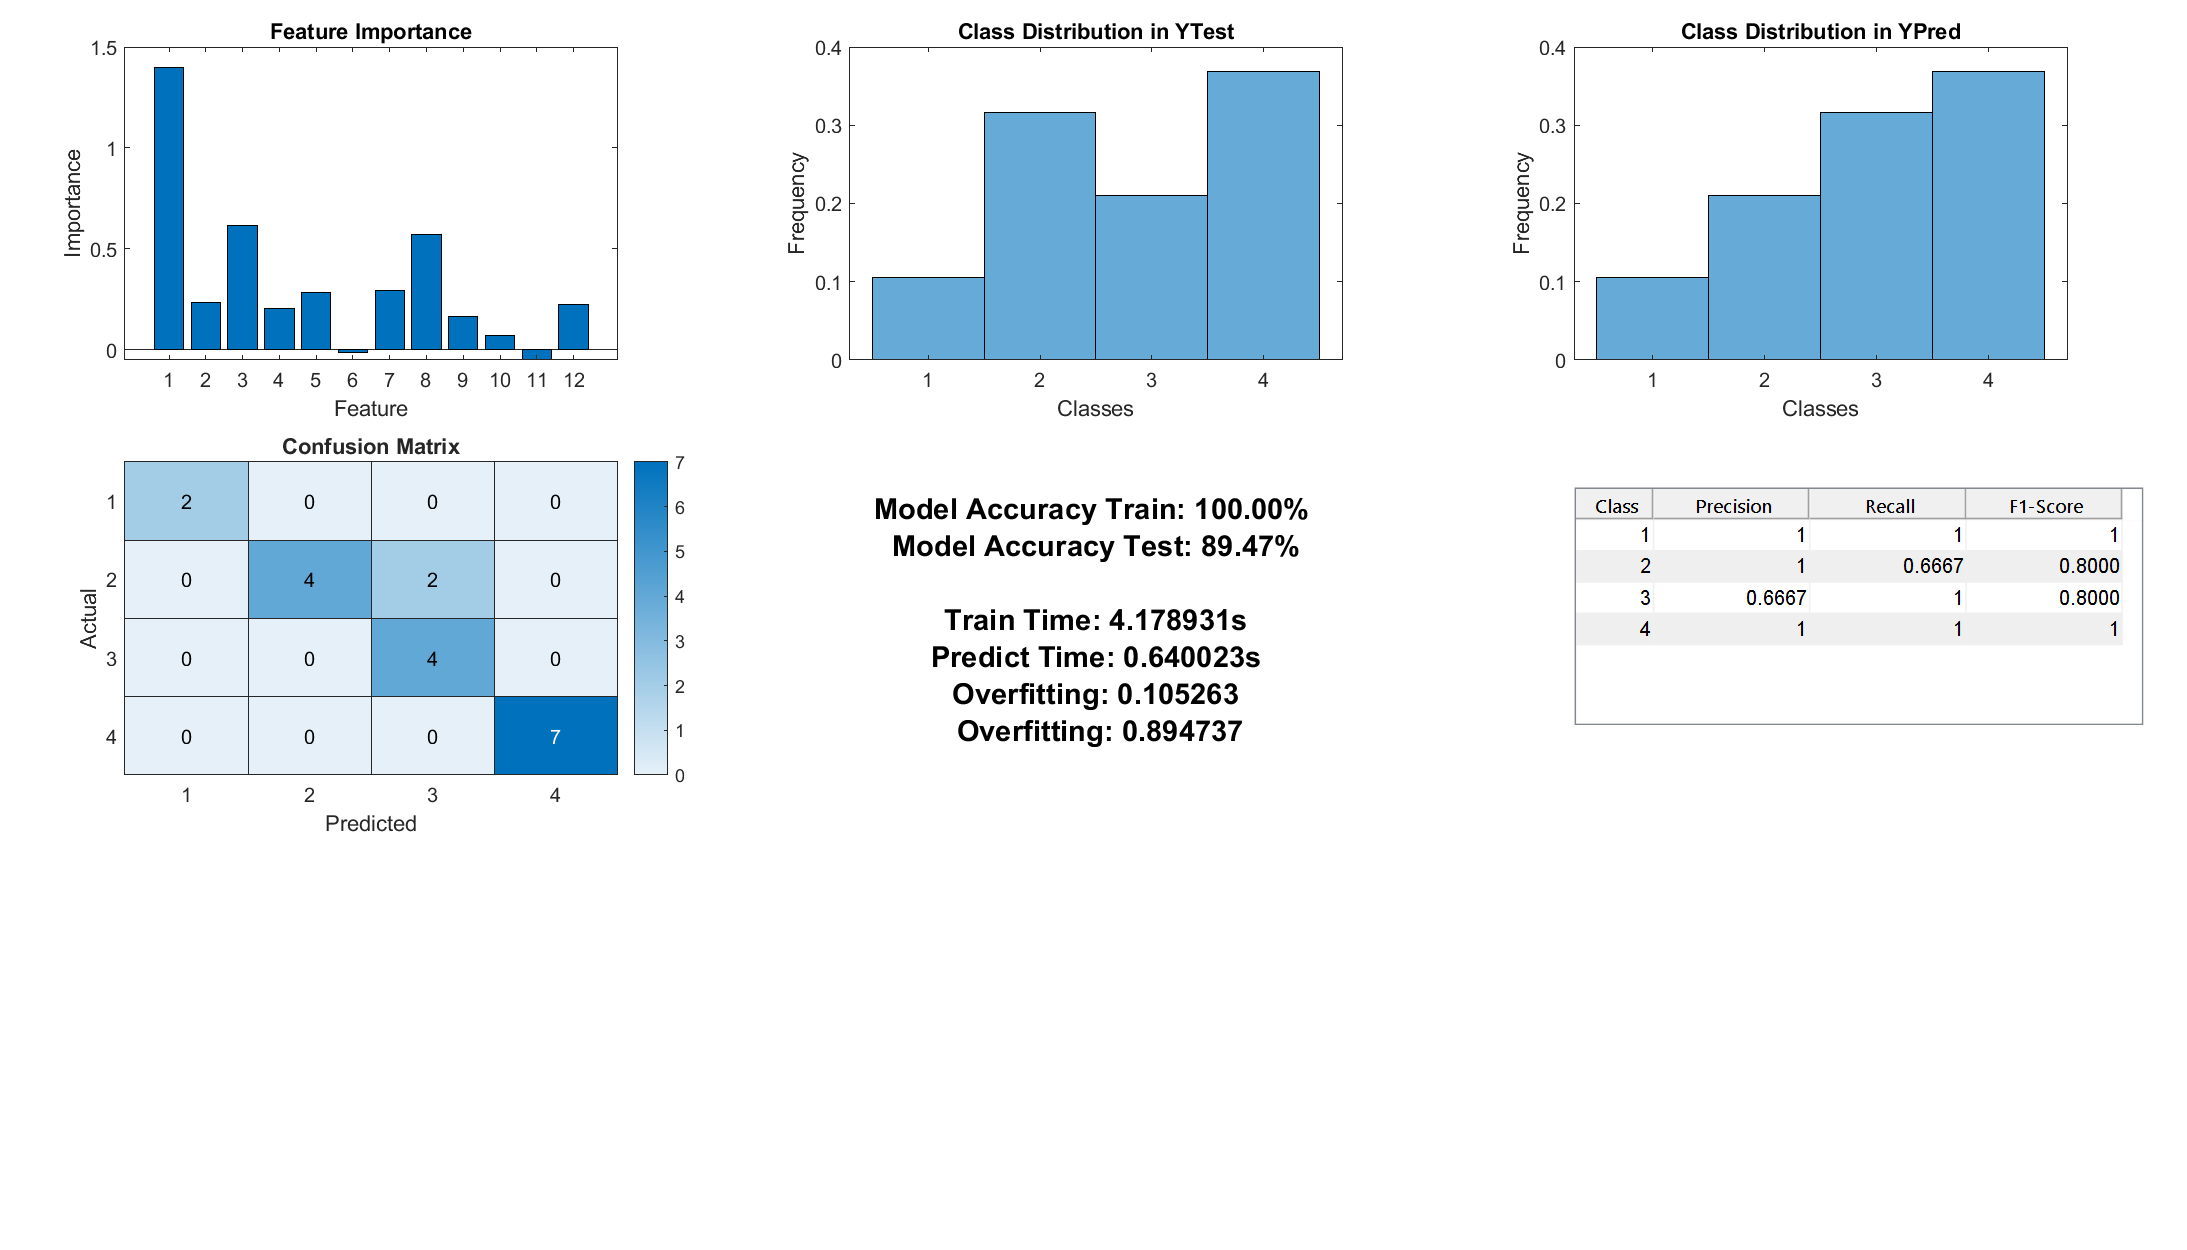 Feature Importance
1.5
1
0.5
0
Importance
1 2 3 4 5 6 7 8 9 10 11 12
Feature
Class Distribution in YTest
0.4
0.3
0.2
0.1
0
Frequency
1 2 3 4
Classes
Class Distribution in YPred
0.4
0.3
0.2
0.1
0
Frequency
1 2 3 4
Classes
Confusion Matrix
Actual
1 2 0 0 0
2 0 4 2 0
3 0 0 4 0
4 0 0 0 7
1 2 3 4
Predicted
7
6
5
4
3
2
1
0
Model Accuracy Train: 100.00%
Model Accuracy Test: 89.47%
Train Time: 4.178931s
Predict Time: 0.640023s
Overfitting: 0.105263
Overfitting: 0.894737
Class Precision Recall F1-Score
1 1 1 1
2 1 0.6667 0.8000
3 0.6667 1 0.8000
4 1 1 1